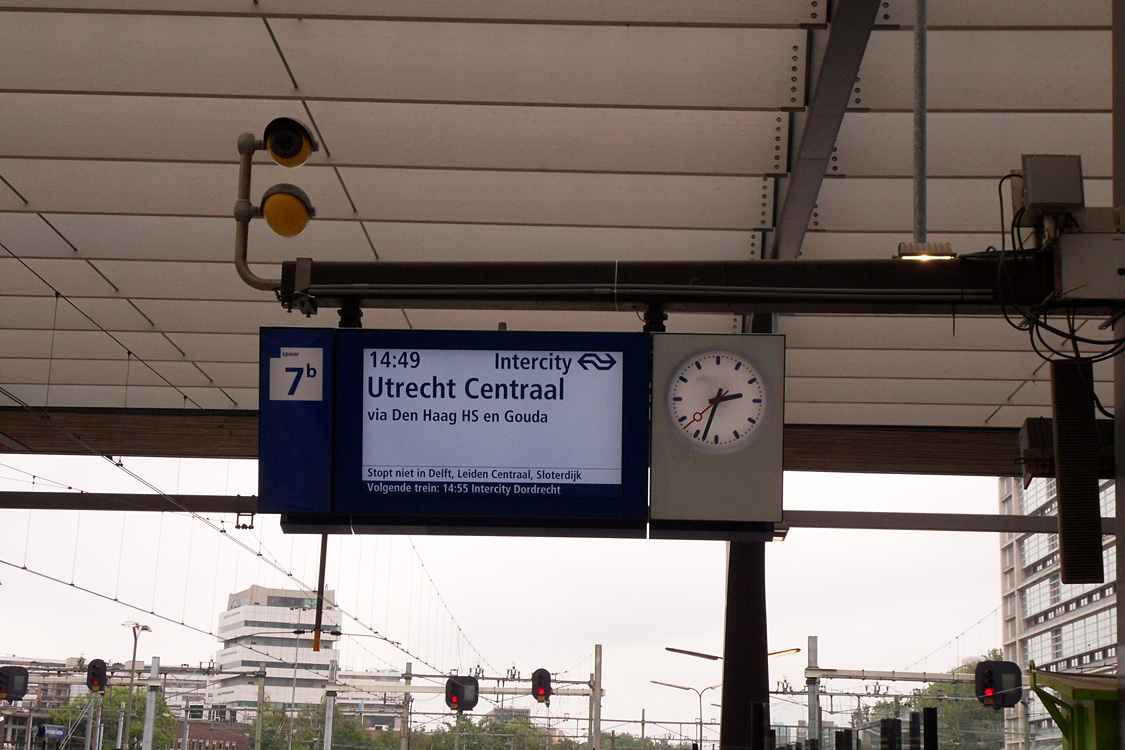 spoor
7b
14:49 Intercity
Utrecht Centraal
via Den Haag HS en Gouda
Stopt niet in Delft, Leiden Centraal, Sloterdijk
Volgende trein: 14:55 Intercity Dordrecht